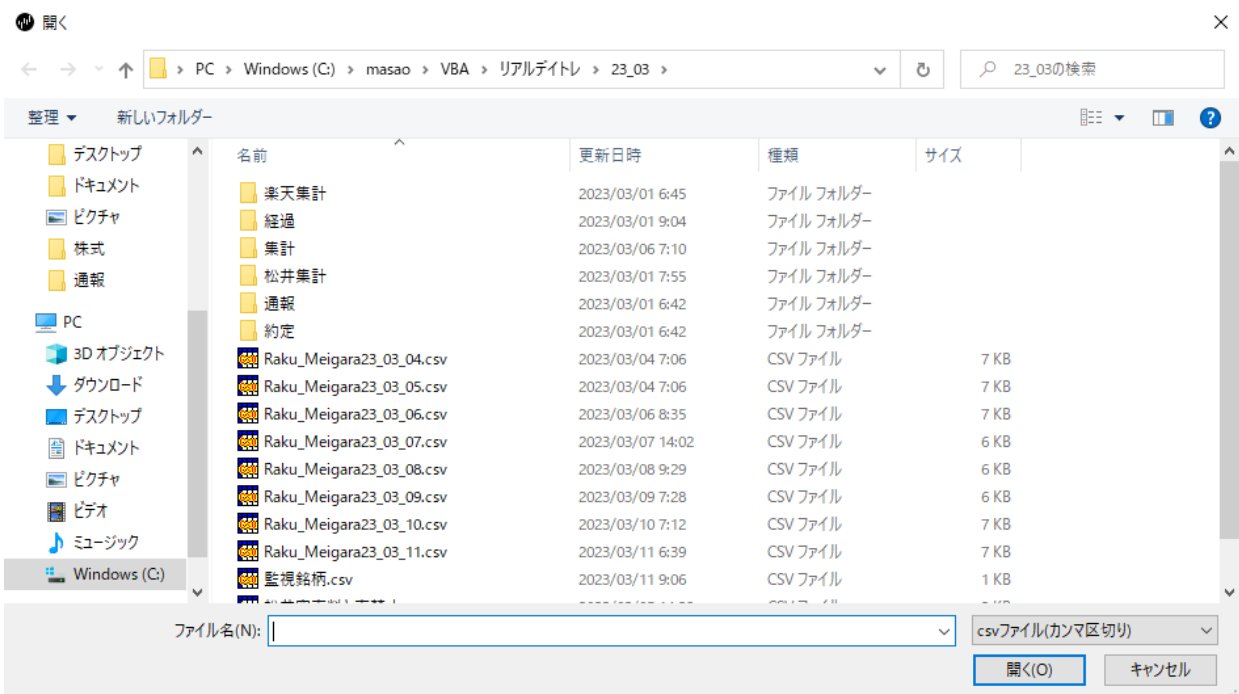 開く
PC › Windows (C:) › masao › VBA › リアルデイトレ › 23_03 ›
23_03の検索
整理 新しいフォルダー
デスクトップ
ドキュメント
ピクチャ
株式
通報
PC
3D オブジェクト
ダウンロード
デスクトップ
ドキュメント
ピクチャ
ビデオ
ミュージック
Windows (C:)
名前 更新日時 種類 サイズ
楽天集計 2023/03/01 6:45 ファイル フォルダー
経過 2023/03/01 9:04 ファイル フォルダー
集計 2023/03/06 7:10 ファイル フォルダー
松井集計 2023/03/01 7:55 ファイル フォルダー
通報 2023/03/01 6:42 ファイル フォルダー
約定 2023/03/01 6:42 ファイル フォルダー
Raku_Meigara23_03_04.csv 2023/03/04 7:06 CSV ファイル 7 KB
Raku_Meigara23_03_05.csv 2023/03/04 7:06 CSV ファイル 7 KB
Raku_Meigara23_03_06.csv 2023/03/06 8:35 CSV ファイル 7 KB
Raku_Meigara23_03_07.csv 2023/03/07 14:02 CSV ファイル 6 KB
Raku_Meigara23_03_08.csv 2023/03/08 9:29 CSV ファイル 6 KB
Raku_Meigara23_03_09.csv 2023/03/09 7:28 CSV ファイル 6 KB
Raku_Meigara23_03_10.csv 2023/03/10 7:12 CSV ファイル 7 KB
Raku_Meigara23_03_11.csv 2023/03/11 6:39 CSV ファイル 7 KB
監視銘柄.csv 2023/03/11 9:06 CSV ファイル 1 KB
ファイル名(N):
csvファイル(カンマ区切り)
開く(O) キャンセル